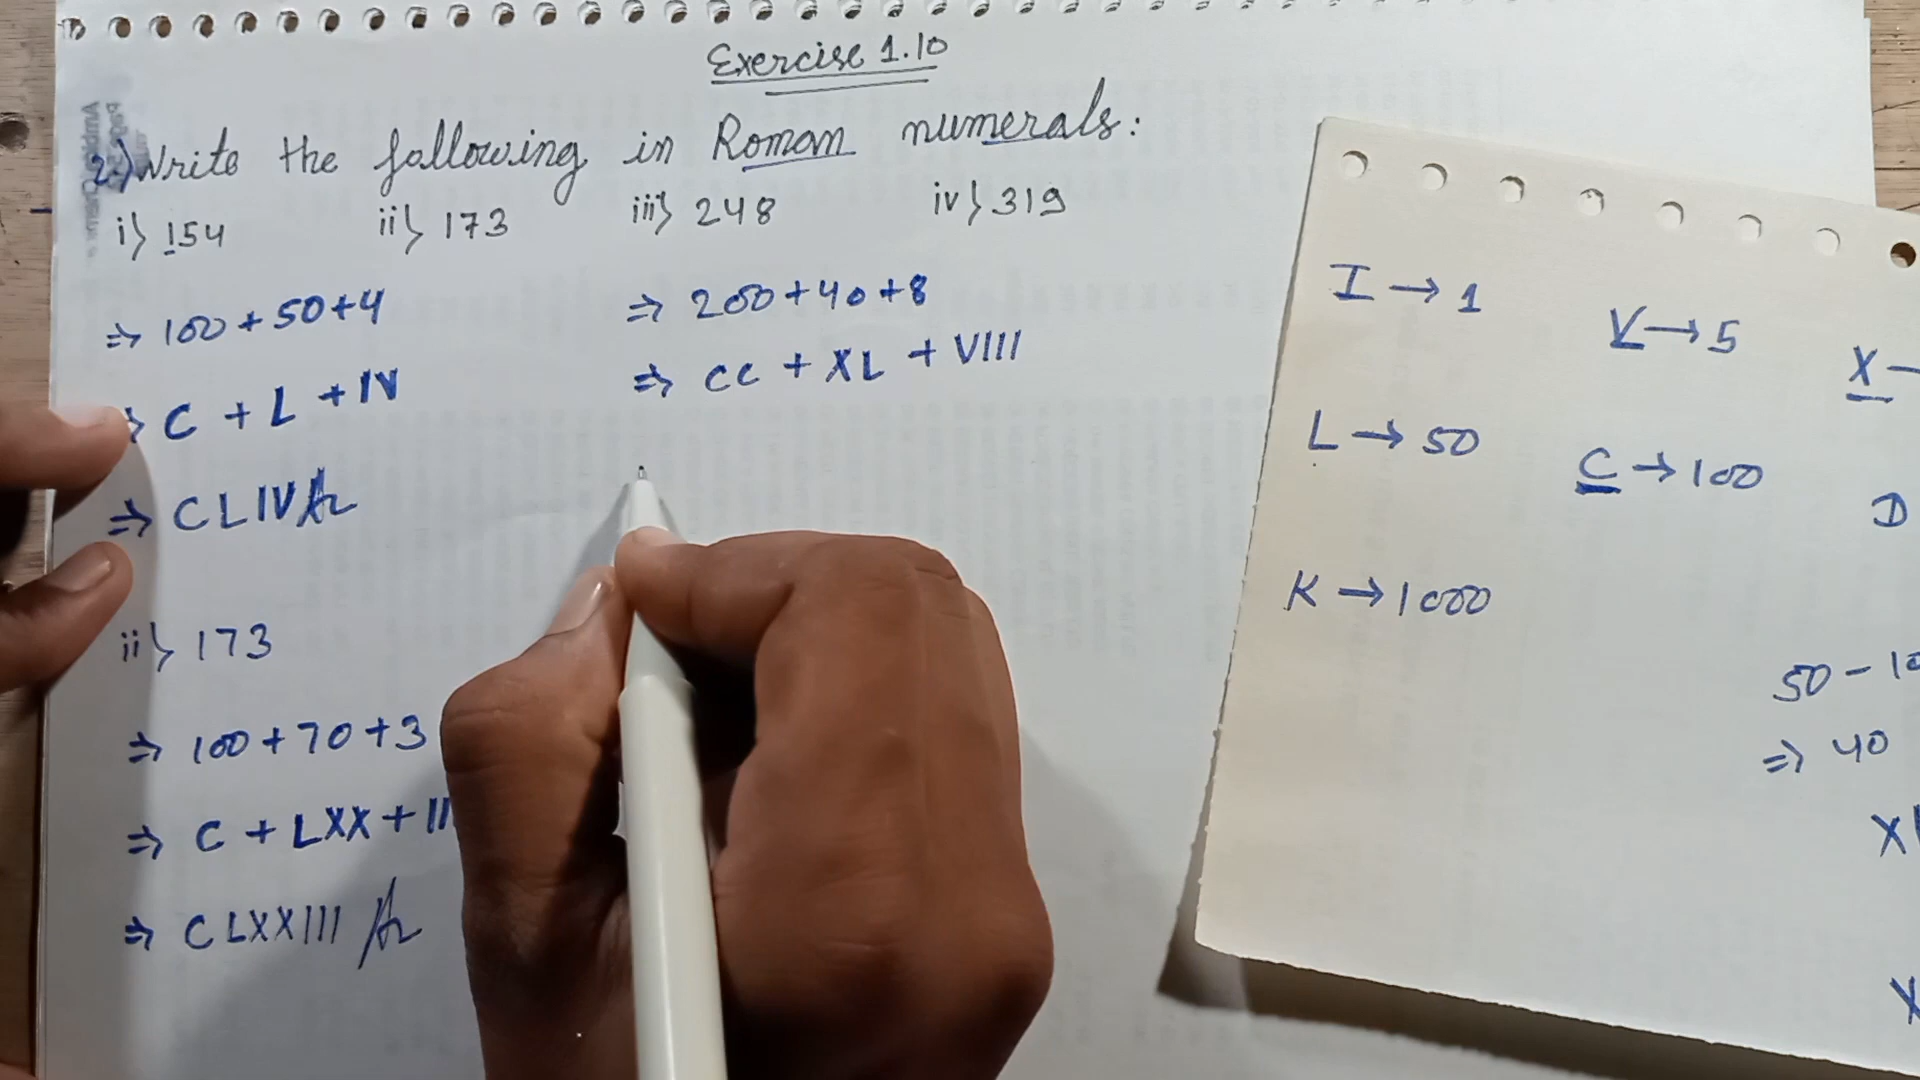 Exercise 1.10
2.) Write the following in Roman numerals:
i) 154 ii) 173 iii) 248 iv) 319
⇒ 100 + 50 + 4
⇒ C + L + IV
⇒ CLIV
ii) 173
⇒ 100 + 70 + 3
⇒ C + LXX + II
⇒ CLXXIII
⇒ 200 + 40 + 8
⇒ CC + XL + VIII
I → 1
V → 5
X →
L → 50
C → 100
D
K → 1000
50 - 10
⇒ 40
X